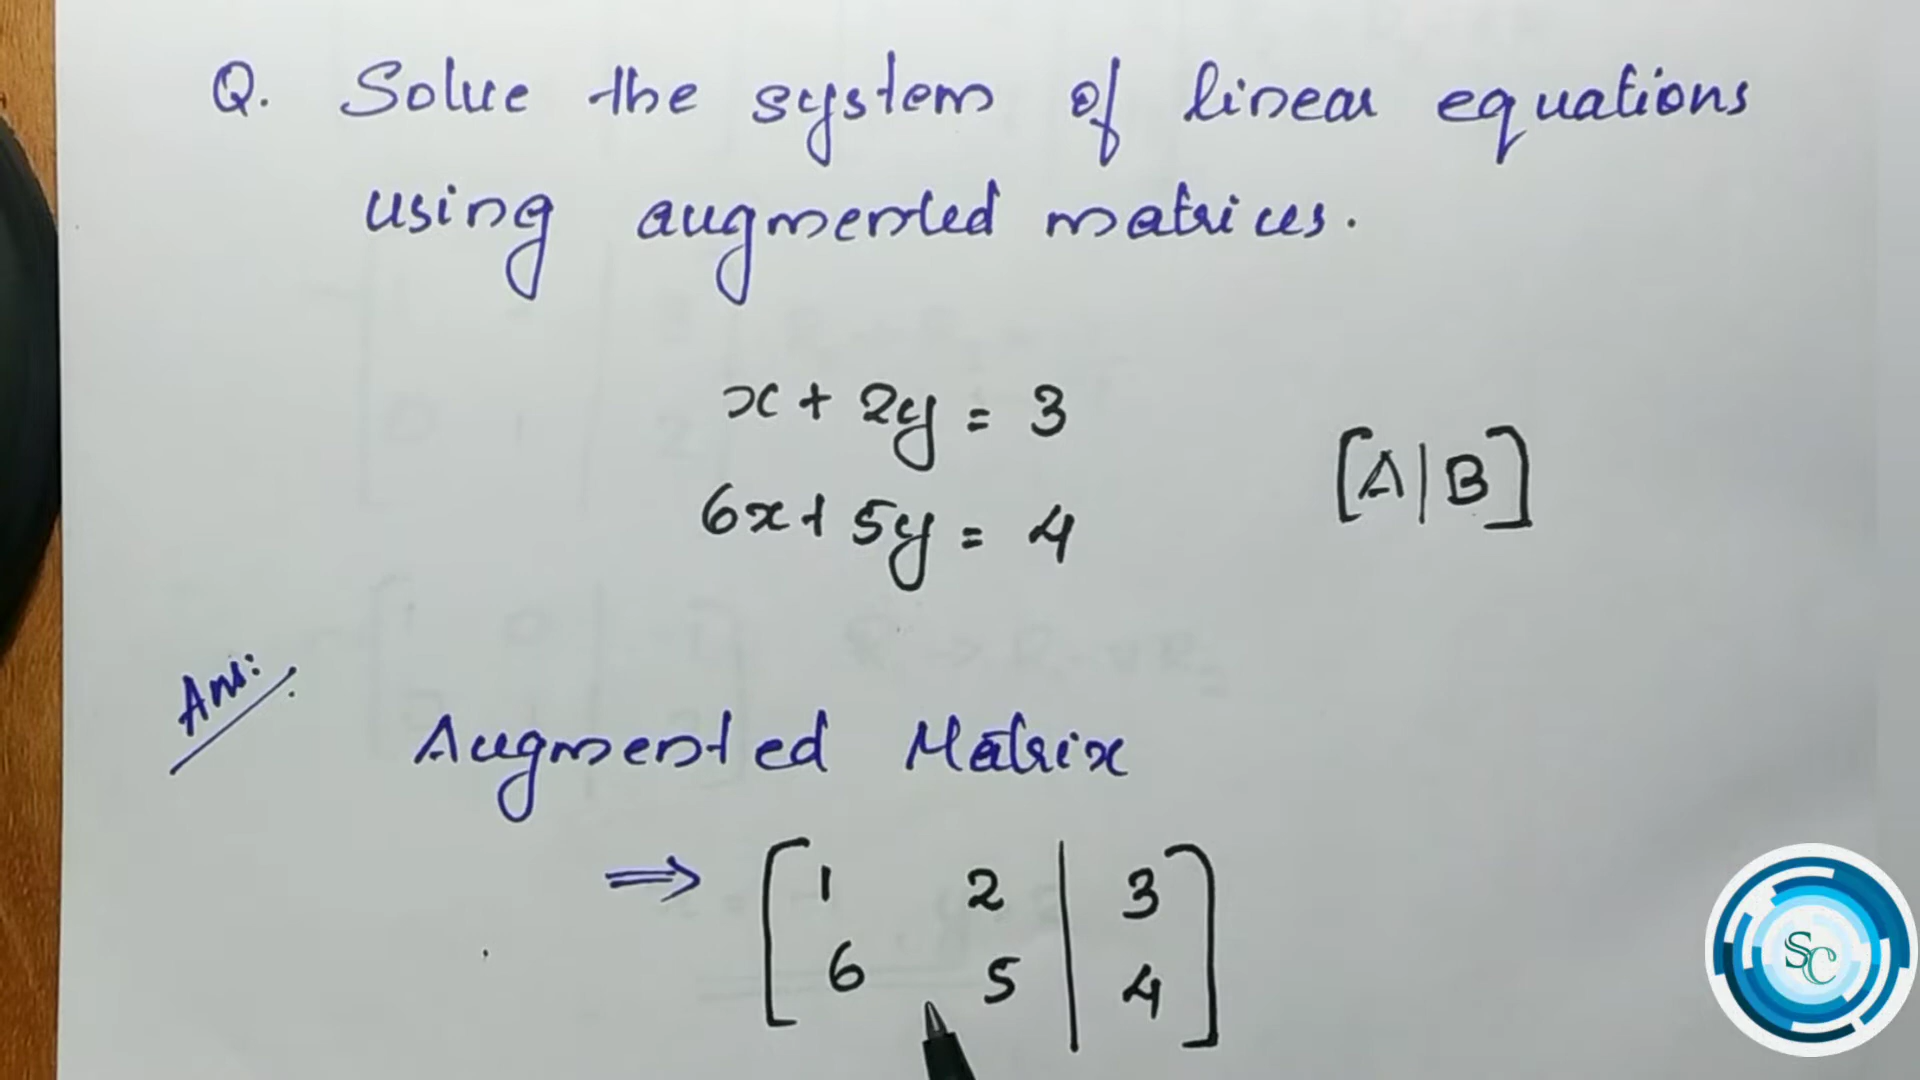 Q. Solve the system of linear equations
using augmented matrices.
x + 2y = 3
6x + 5y = 4
[A|B]
Ans:
Augmented Matrix
⇒ [ 1 2 | 3
6 5 | 4 ]
SC